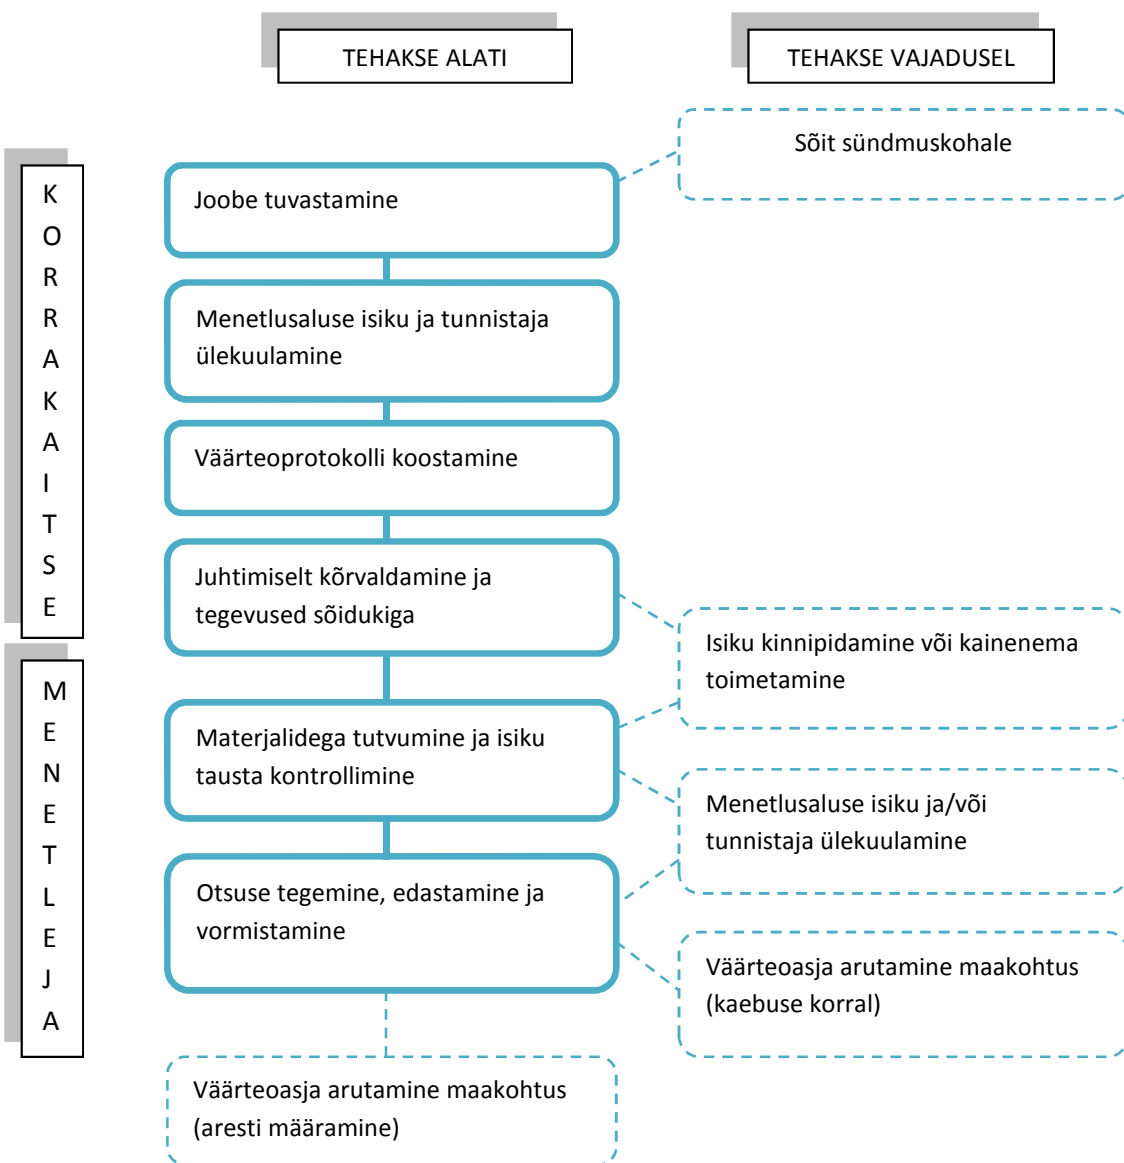 TEHAKSE ALATI
TEHAKSE VAJADUSEL
Sõit sündmuskohale
KORRAKAITSE
Joobe tuvastamine
Menetlusaluse isiku ja tunnistaja
ülekuulamine
Väärteoprotokolli koostamine
Juhtimiselt kõrvaldamine ja
tegevused sõidukiga
Isiku kinnipidamine või kainenema
toimetamine
MENETLEJA
Materjalidega tutvumine ja isiku
tausta kontrollimine
Menetlusaluse isiku ja/või
tunnistaja ülekuulamine
Otsuse tegemine, edastamine ja
vormistamine
Väärteoasja arutamine maakohtus
(kaebuse korral)
Väärteoasja arutamine maakohtus
(aresti määramine)